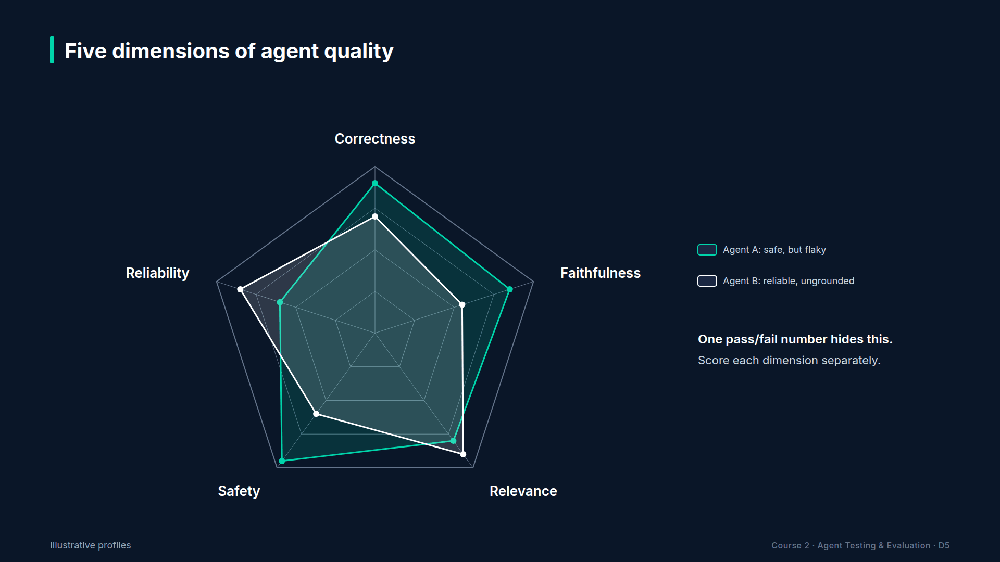 Five dimensions of agent quality
Correctness
Reliability
Faithfulness
Safety
Relevance
Agent A: safe, but flaky
Agent B: reliable, ungrounded
One pass/fail number hides this.
Score each dimension separately.
Illustrative profiles
Course 2 · Agent Testing & Evaluation · D5